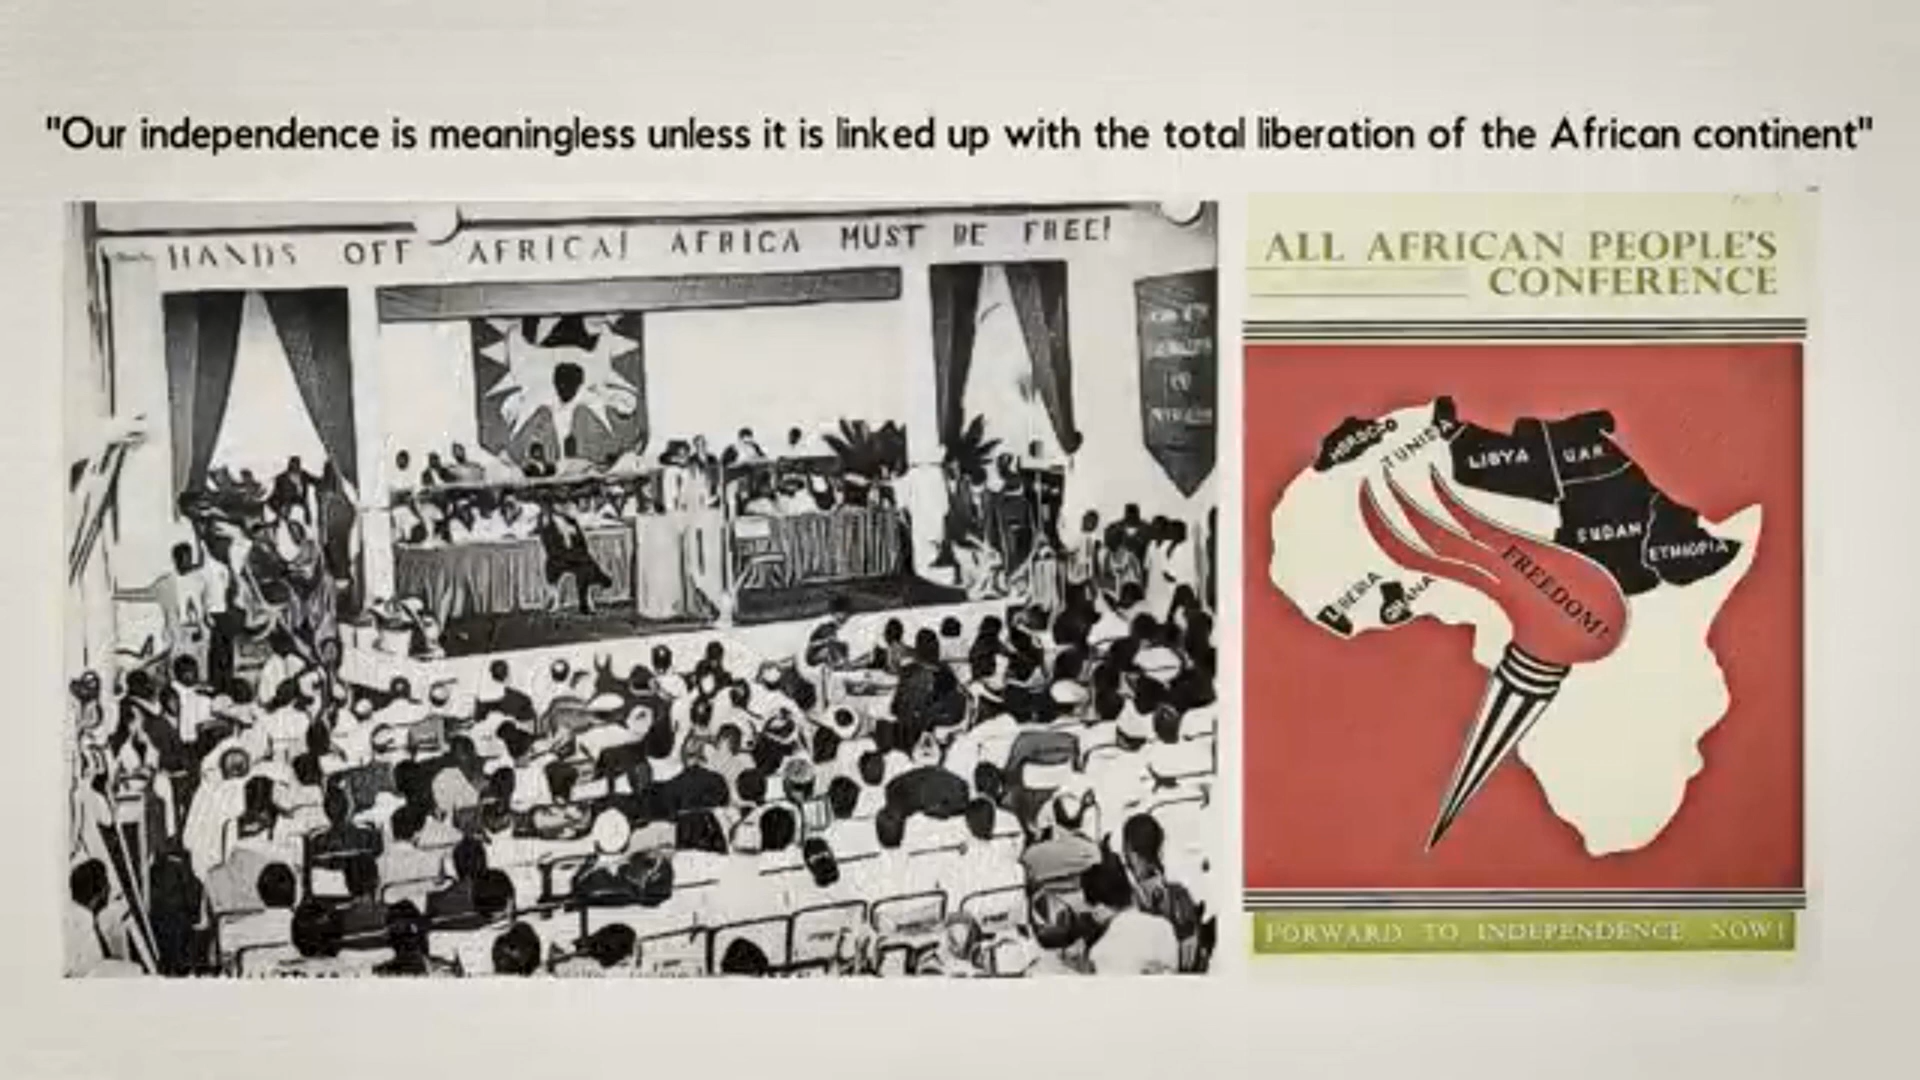 "Our independence is meaningless unless it is linked up with the total liberation of the African continent"
HANDS OFF AFRICA! AFRICA MUST BE FREE!
ALL AFRICAN PEOPLE'S
CONFERENCE
MOROCCO
TUNISIA
LIBYA
UAR
SUDAN
ETHIOPIA
LIBERIA
GHANA
FREEDOM!
FORWARD TO INDEPENDENCE NOW!